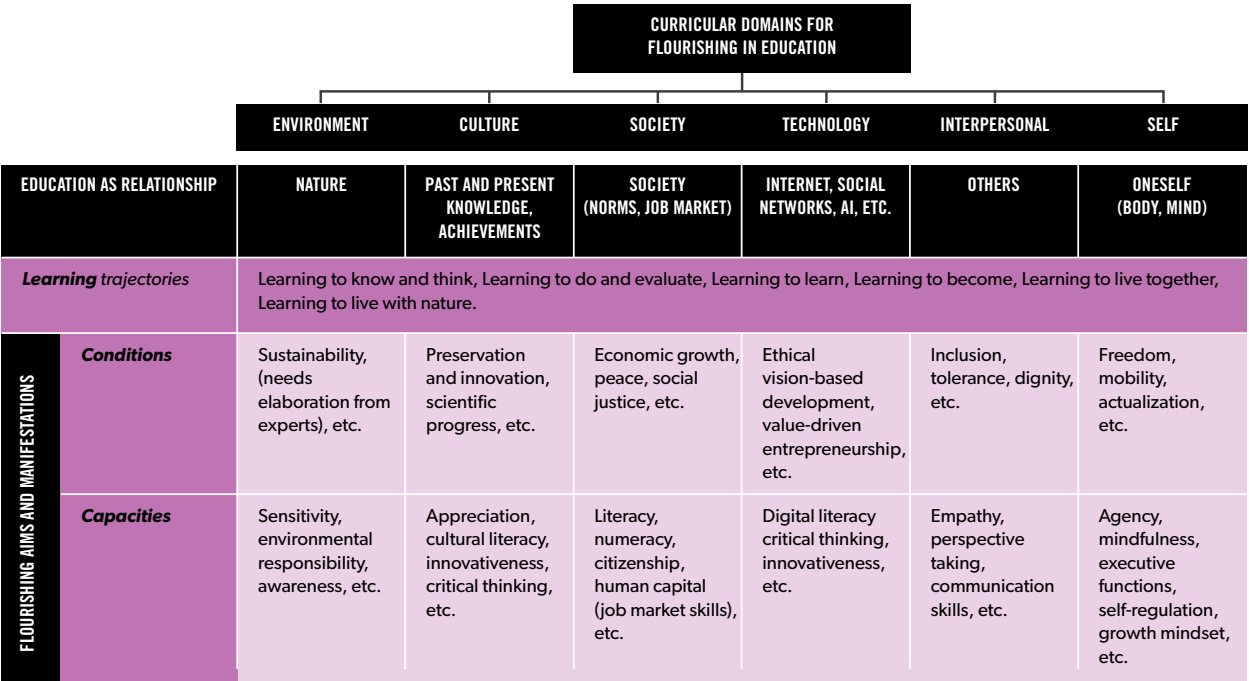 CURRICULAR DOMAINS FOR
FLOURISHING IN EDUCATION
ENVIRONMENT
CULTURE
SOCIETY
TECHNOLOGY
INTERPERSONAL
SELF
EDUCATION AS RELATIONSHIP
NATURE
PAST AND PRESENT
KNOWLEDGE,
ACHIEVEMENTS
SOCIETY
(NORMS, JOB MARKET)
INTERNET, SOCIAL
NETWORKS, AI, ETC.
OTHERS
ONESELF
(BODY, MIND)
Learning trajectories
Learning to know and think, Learning to do and evaluate, Learning to learn, Learning to become, Learning to live together,
Learning to live with nature.
FLOURISHING AIMS AND MANIFESTATIONS
Conditions
Sustainability,
(needs
elaboration from
experts), etc.
Preservation
and innovation,
scientific
progress, etc.
Economic growth,
peace, social
justice, etc.
Ethical
vision-based
development,
value-driven
entrepreneurship,
etc.
Inclusion,
tolerance, dignity,
etc.
Freedom,
mobility,
actualization,
etc.
Capacities
Sensitivity,
environmental
responsibility,
awareness, etc.
Appreciation,
cultural literacy,
innovativeness,
critical thinking,
etc.
Literacy,
numeracy,
citizenship,
human capital
(job market skills),
etc.
Digital literacy
critical thinking,
innovativeness,
etc.
Empathy,
perspective
taking,
communication
skills, etc.
Agency,
mindfulness,
executive
functions,
self-regulation,
growth mindset,
etc.